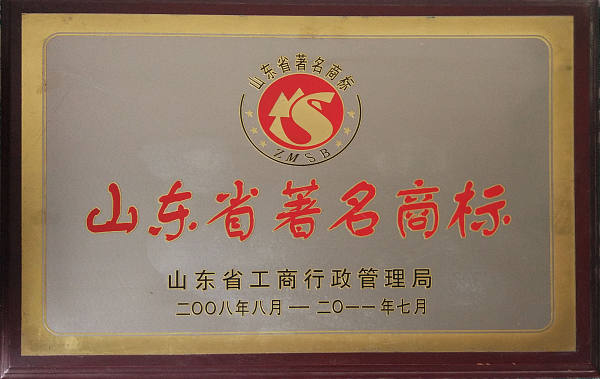 山东省著名商标
ZMSB
山东省著名商标
山东省工商行政管理局
二〇〇八年八月—二〇一一年七月